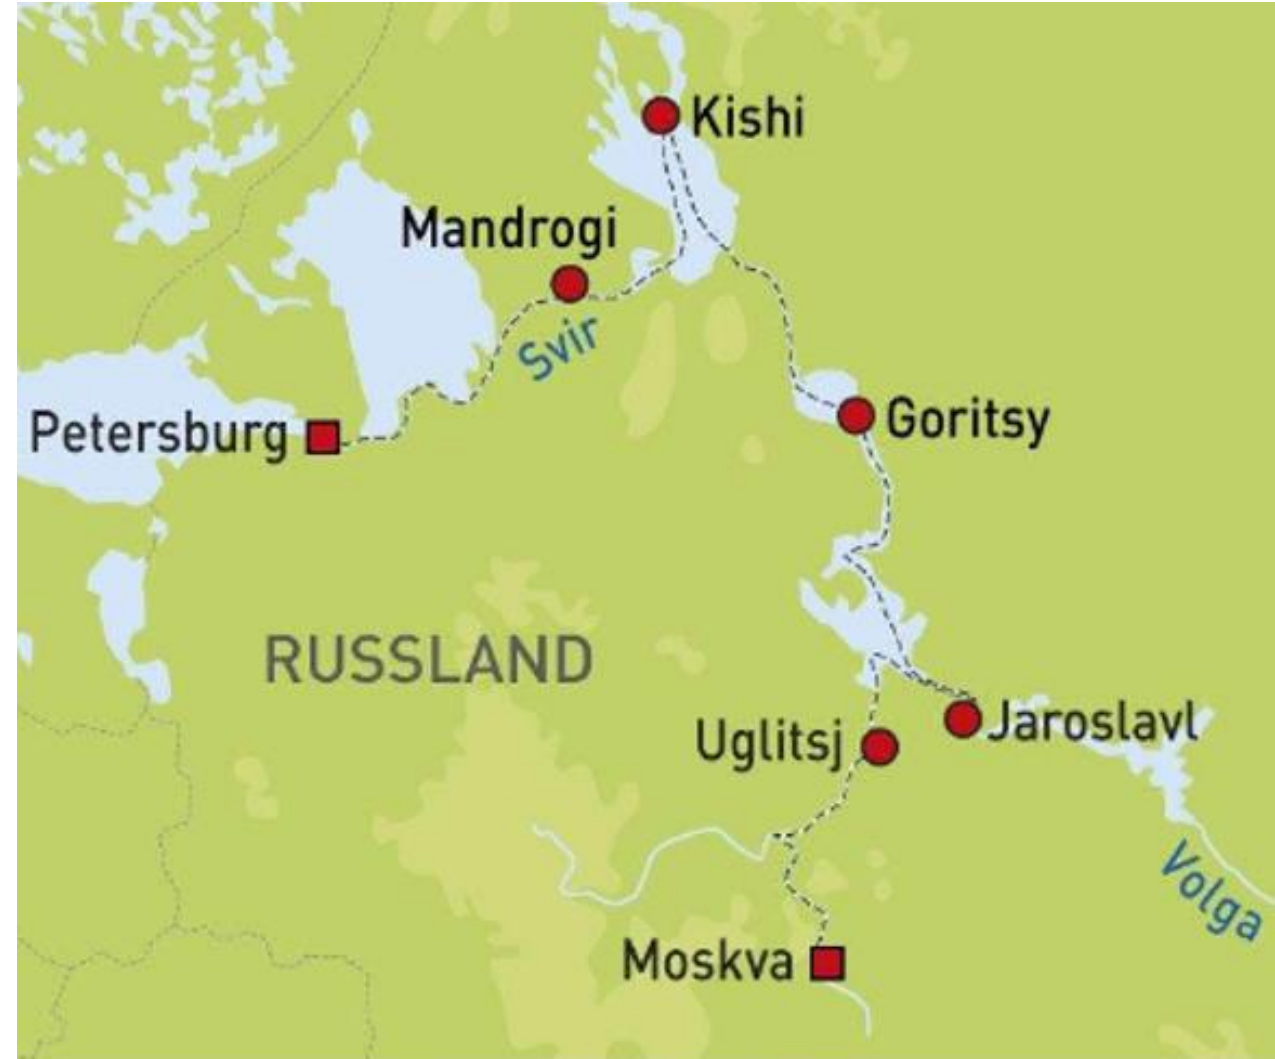 Kishi
Mandrogi
Svir
Petersburg
Goritsy
RUSSLAND
Jaroslavl
Uglitsj
Volga
Moskva